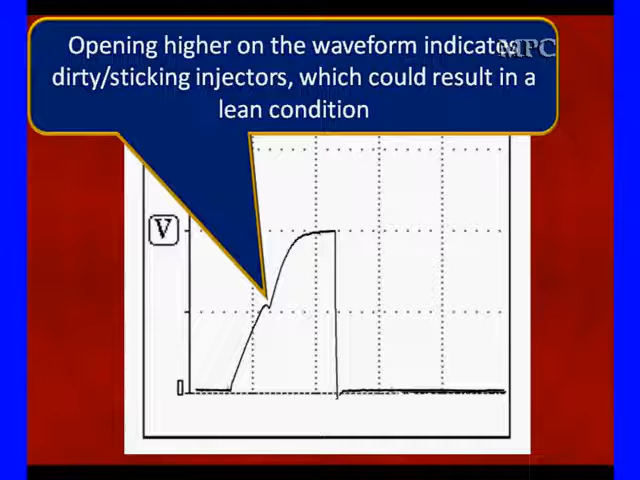 Opening higher on the waveform indicates
MPC
dirty/sticking injectors, which could result in a
lean condition
V
0